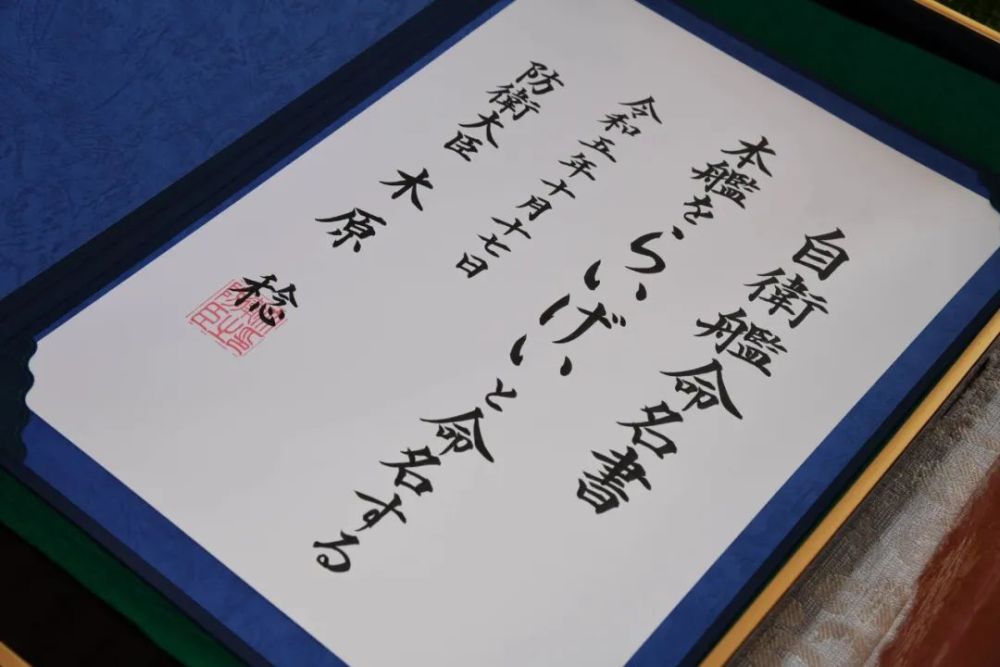 自衛艦命名書
本艦をらいげいと命名する
令和五年十月十七日
防衛大臣 木原 稔